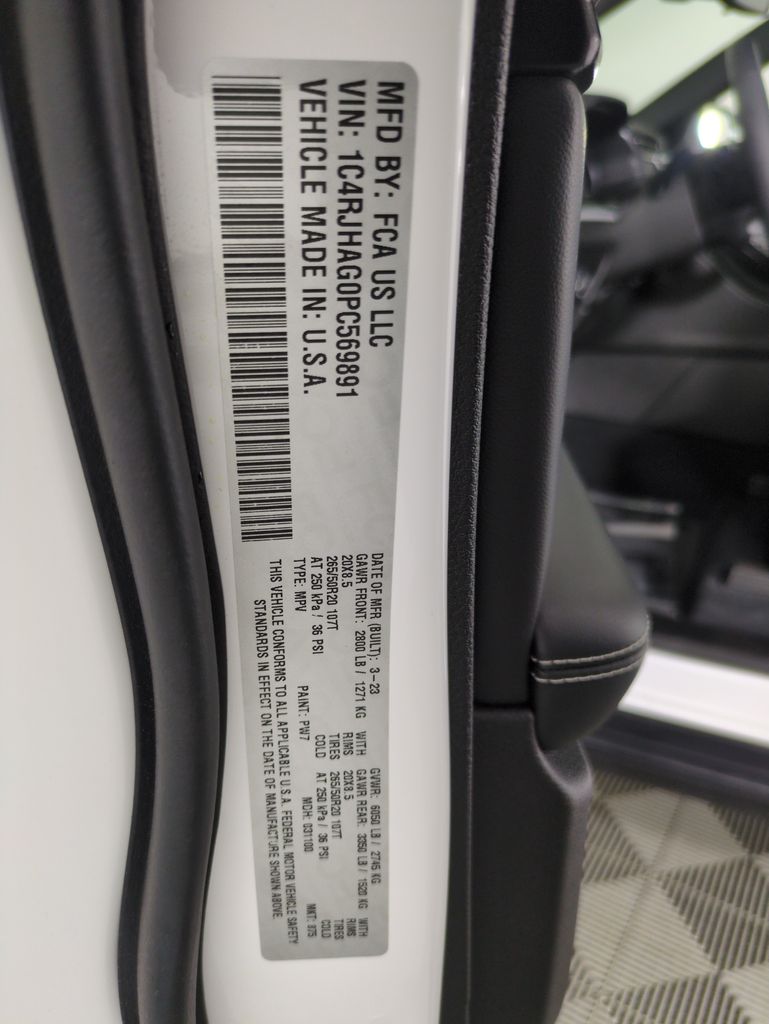 MFD BY: FCA US LLC
VIN: 1C4RJHAG0PC569891
VEHICLE MADE IN: U.S.A.
DATE OF MFR (BUILT): 3-23 GVWR: 6050 LB / 2745 KG
GAWR FRONT: 2800 LB / 1271 KG WITH GAWR REAR: 3350 LB / 1520 KG WITH
20X8.5 RIMS 20X8.5 RIMS
265/50R20 107T TIRES 265/50R20 107T TIRES
AT 250 kPa / 36 PSI COLD AT 250 kPa / 36 PSI COLD
TYPE: MPV PAINT: PW7 MDH: 031100 MKT: 975
THIS VEHICLE CONFORMS TO ALL APPLICABLE U.S.A. FEDERAL MOTOR VEHICLE SAFETY
STANDARDS IN EFFECT ON THE DATE OF MANUFACTURE SHOWN ABOVE.